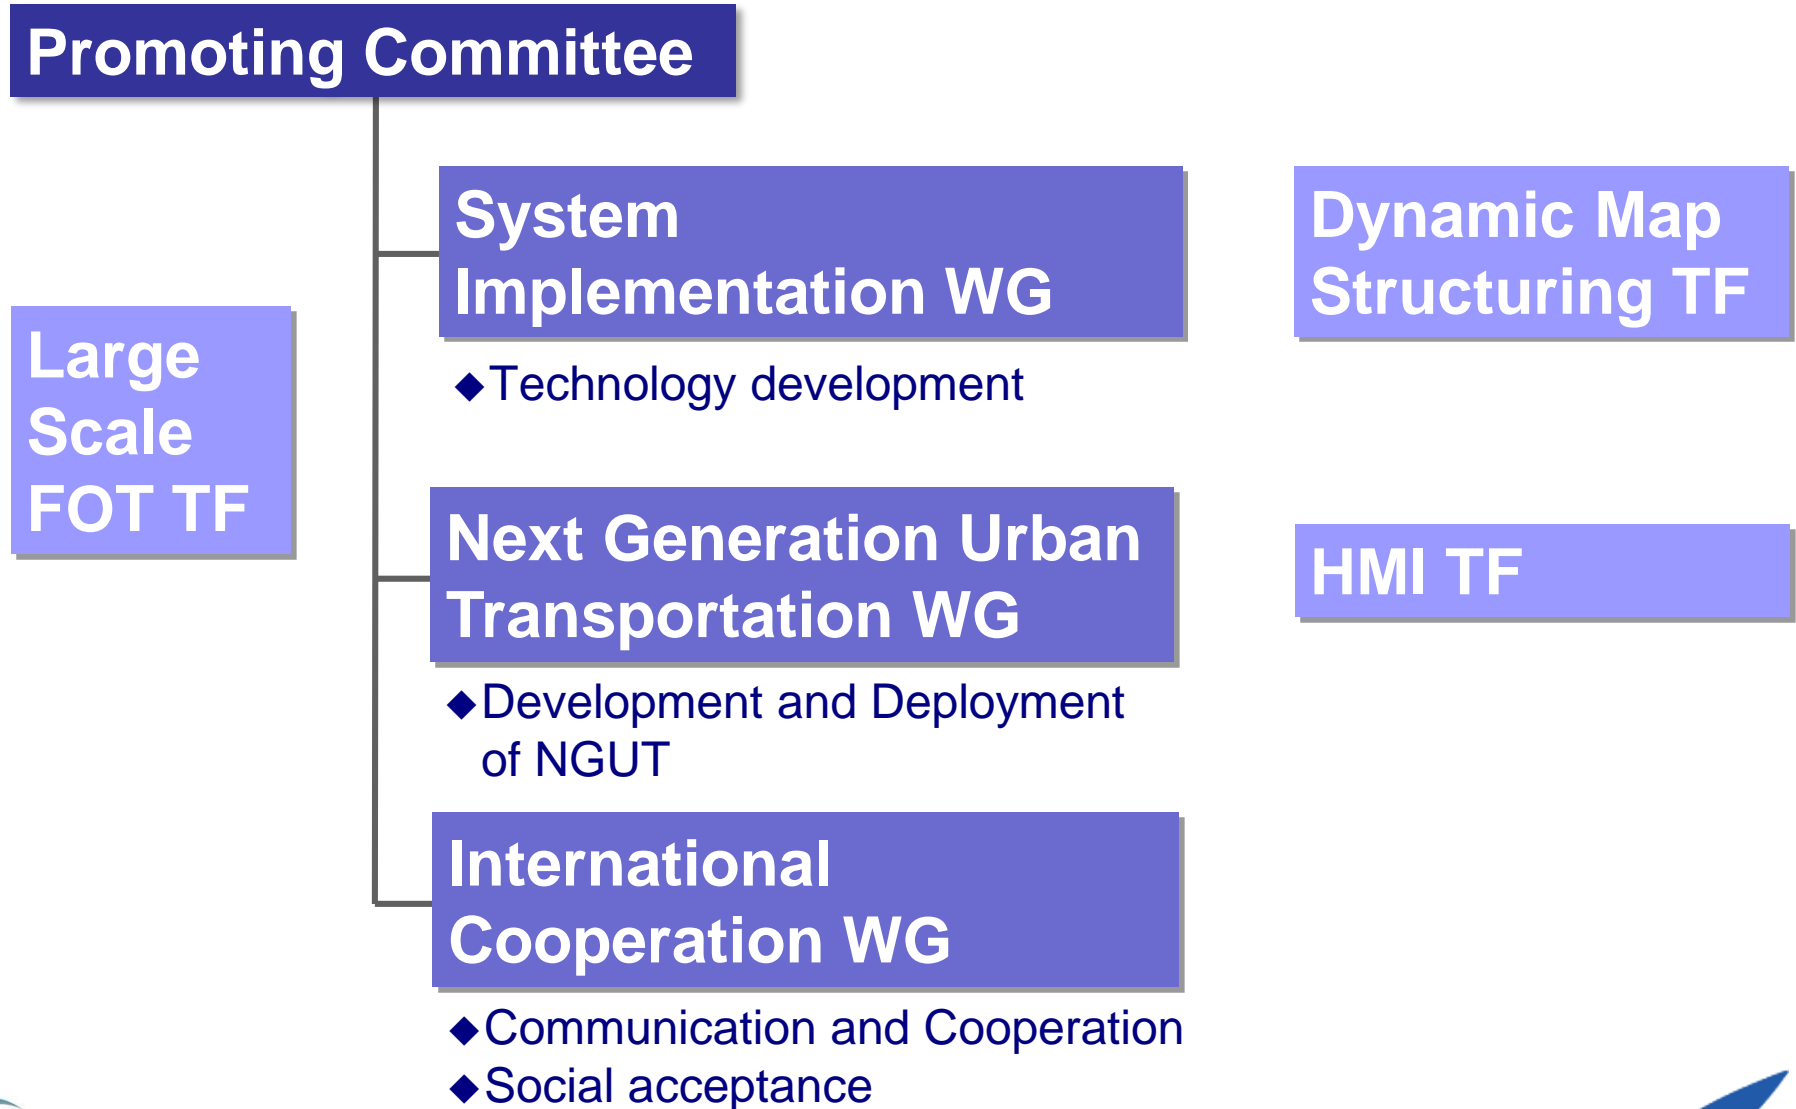 Promoting Committee
System
Implementation WG
◆Technology development
Dynamic Map
Structuring TF
Large
Scale
FOT TF
Next Generation Urban
Transportation WG
◆Development and Deployment
of NGUT
HMI TF
International
Cooperation WG
◆Communication and Cooperation
◆Social acceptance